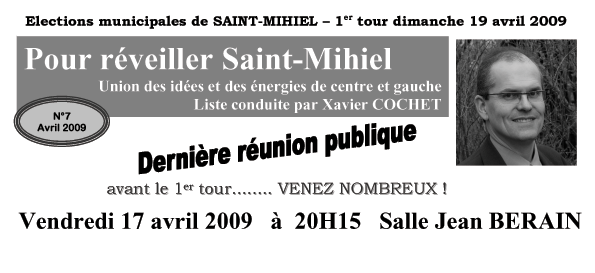 Elections municipales de SAINT-MIHIEL – 1er tour dimanche 19 avril 2009
Pour réveiller Saint-Mihiel
Union des idées et des énergies de centre et gauche
Liste conduite par Xavier COCHET
N°7
Avril 2009
Dernière réunion publique
avant le 1er tour........ VENEZ NOMBREUX !
Vendredi 17 avril 2009 à 20H15 Salle Jean BERAIN